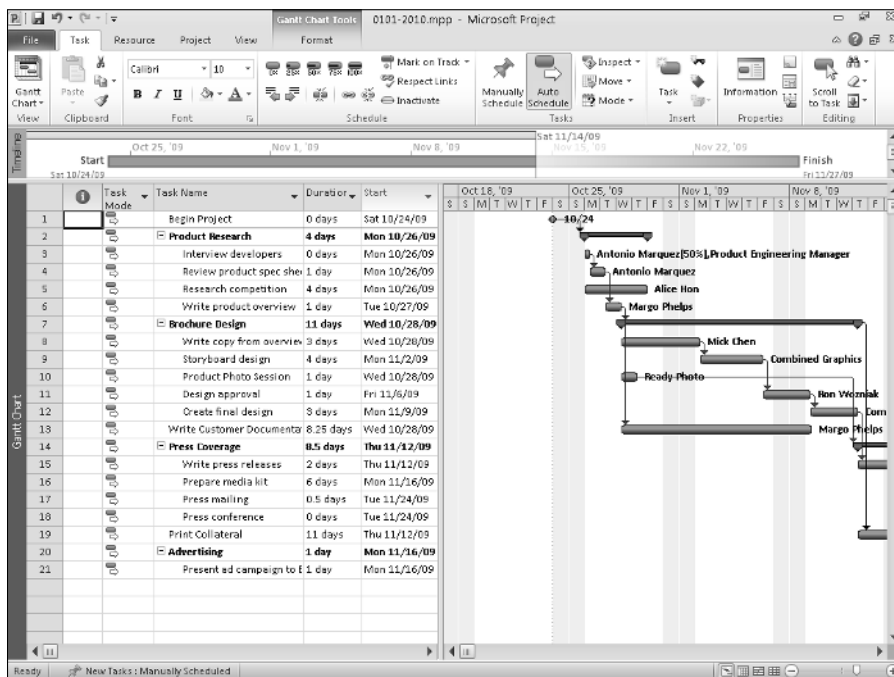 Gantt Chart Tools 0101-2010.mpp - Microsoft Project
File Task Resource Project View Format
Calibri 10
Mark on Track
Respect Links
Inactivate
Inspect
Move
Mode
0% 25% 50% 75% 100%
B I U A
Gantt Chart
Paste
Manually Schedule
Auto Schedule
Task
Information
Scroll to Task
View Clipboard Font Schedule Tasks Insert Properties Editing
Timeline
Sat 11/14/09
Oct 25, '09 Nov 1, '09 Nov 8, '09 Nov 15, '09 Nov 22, '09
Start Finish
Sat 10/24/09 Fri 11/27/09
Task Mode Task Name Duration Start
Oct 18, '09 Oct 25, '09 Nov 1, '09 Nov 8, '09
S S M T W T F S S M T W T F S S M T W T F S S M T W T F
1 Begin Project 0 days Sat 10/24/09 10/24
2 Product Research 4 days Mon 10/26/09
3 Interview developers 0 days Mon 10/26/09 Antonio Marquez[50%],Product Engineering Manager
4 Review product spec she 1 day Mon 10/26/09 Antonio Marquez
5 Research competition 4 days Mon 10/26/09 Alice Hon
6 Write product overview 1 day Tue 10/27/09 Margo Phelps
7 Brochure Design 11 days Wed 10/28/09
8 Write copy from overview 3 days Wed 10/28/09 Mick Chen
9 Storyboard design 4 days Mon 11/2/09 Combined Graphics
10 Product Photo Session 1 day Wed 10/28/09 Ready Photo
11 Design approval 1 day Fri 11/6/09 Ron Wozniak
12 Create final design 3 days Mon 11/9/09 Com
13 Write Customer Documenta 8.25 days Wed 10/28/09 Margo Phelps
14 Press Coverage 8.5 days Thu 11/12/09
15 Write press releases 2 days Thu 11/12/09
16 Prepare media kit 6 days Mon 11/16/09
17 Press mailing 0.5 days Tue 11/24/09
18 Press conference 0 days Tue 11/24/09
19 Print Collateral 11 days Thu 11/12/09
20 Advertising 1 day Mon 11/16/09
21 Present ad campaign to 1 day Mon 11/16/09
Gantt Chart
Ready New Tasks : Manually Scheduled